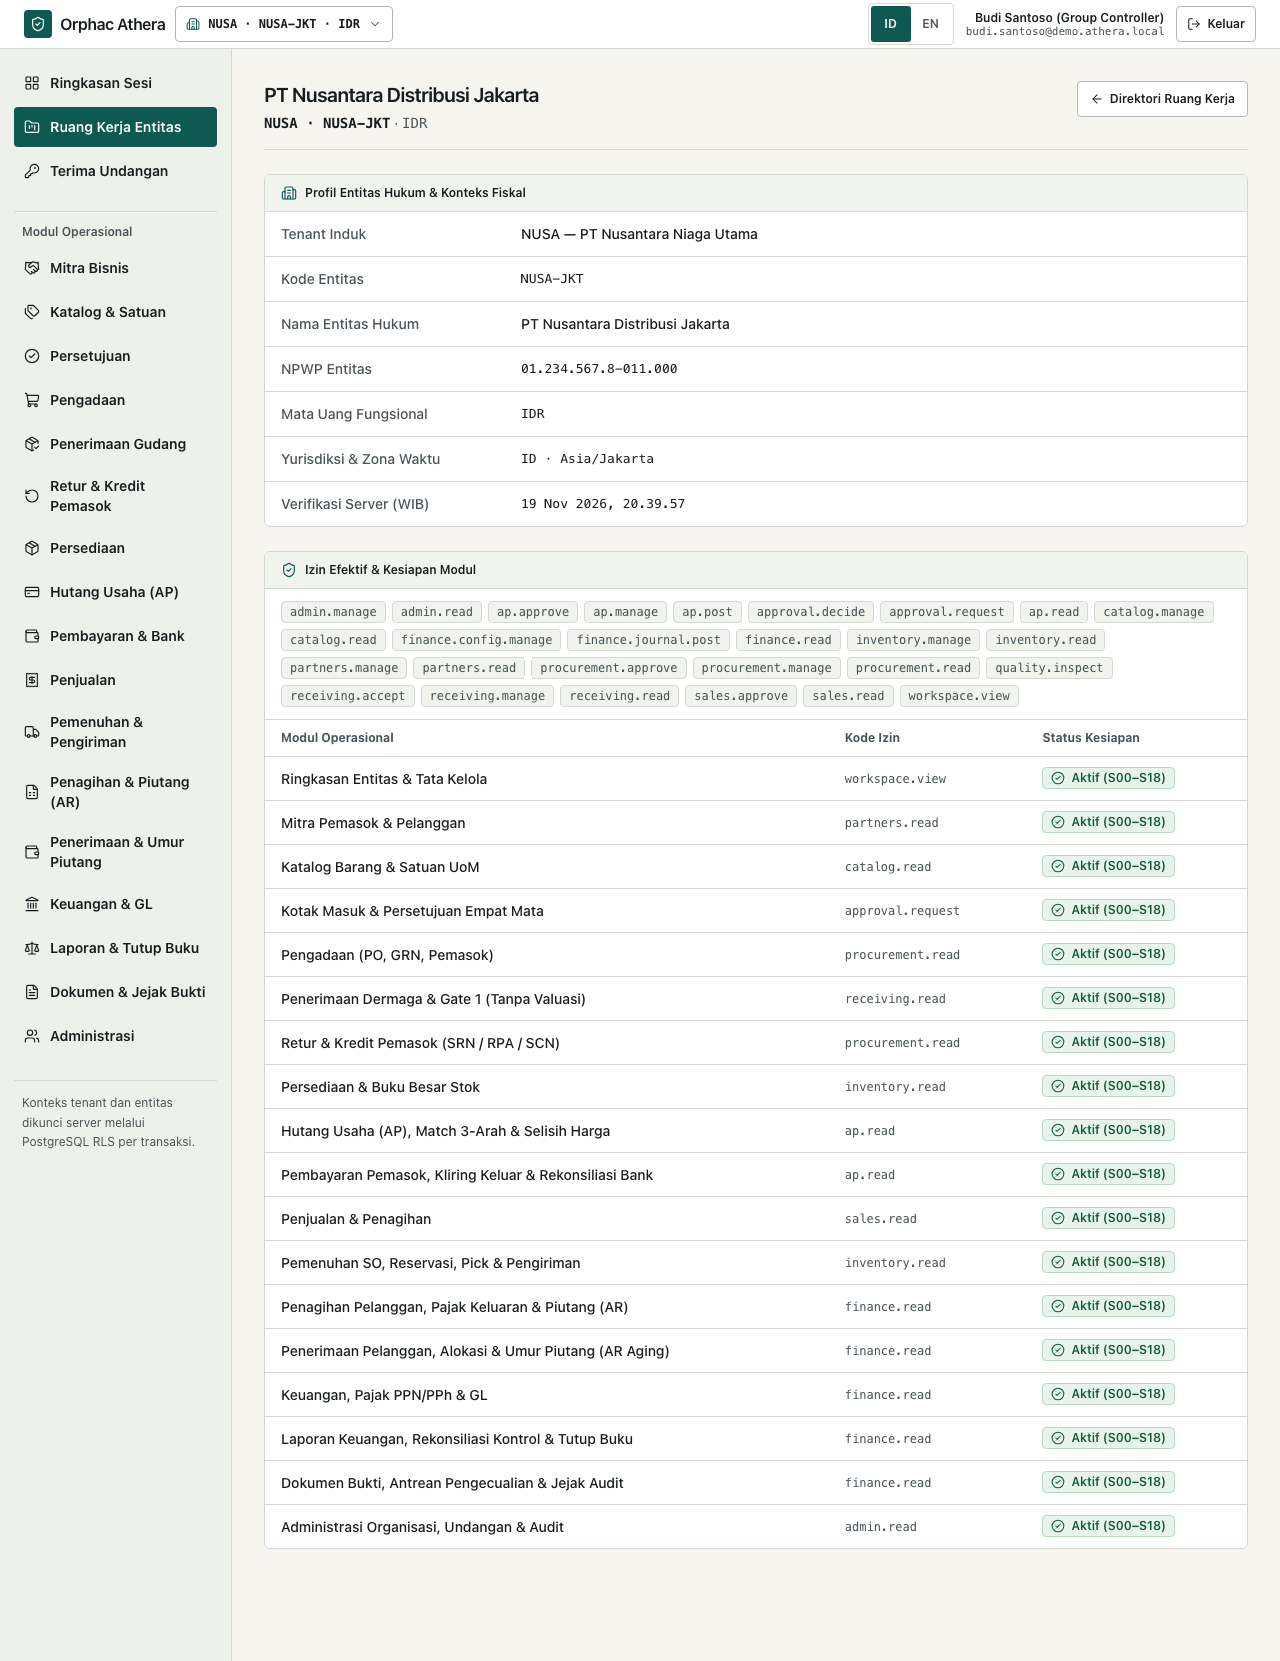 Orphac Athera
NUSA · NUSA-JKT · IDR
ID
EN
Budi Santoso (Group Controller)
budi.santoso@demo.athera.local
Keluar
Ringkasan Sesi
Ruang Kerja Entitas
Terima Undangan
Modul Operasional
Mitra Bisnis
Katalog & Satuan
Persetujuan
Pengadaan
Penerimaan Gudang
Retur & Kredit
Pemasok
Persediaan
Hutang Usaha (AP)
Pembayaran & Bank
Penjualan
Pemenuhan &
Pengiriman
Penagihan & Piutang
(AR)
Penerimaan & Umur
Piutang
Keuangan & GL
Laporan & Tutup Buku
Dokumen & Jejak Bukti
Administrasi
Konteks tenant dan entitas
dikunci server melalui
PostgreSQL RLS per transaksi.
PT Nusantara Distribusi Jakarta
NUSA · NUSA-JKT · IDR
Direktori Ruang Kerja
Profil Entitas Hukum & Konteks Fiskal
Tenant Induk NUSA — PT Nusantara Niaga Utama
Kode Entitas NUSA-JKT
Nama Entitas Hukum PT Nusantara Distribusi Jakarta
NPWP Entitas 01.234.567.8-011.000
Mata Uang Fungsional IDR
Yurisdiksi & Zona Waktu ID · Asia/Jakarta
Verifikasi Server (WIB) 19 Nov 2026, 20.39.57
Izin Efektif & Kesiapan Modul
admin.manage admin.read ap.approve ap.manage ap.post approval.decide approval.request ap.read catalog.manage
catalog.read finance.config.manage finance.journal.post finance.read inventory.manage inventory.read
partners.manage partners.read procurement.approve procurement.manage procurement.read quality.inspect
receiving.accept receiving.manage receiving.read sales.approve sales.read workspace.view
Modul Operasional Kode Izin Status Kesiapan
Ringkasan Entitas & Tata Kelola workspace.view Aktif (S00–S18)
Mitra Pemasok & Pelanggan partners.read Aktif (S00–S18)
Katalog Barang & Satuan UoM catalog.read Aktif (S00–S18)
Kotak Masuk & Persetujuan Empat Mata approval.request Aktif (S00–S18)
Pengadaan (PO, GRN, Pemasok) procurement.read Aktif (S00–S18)
Penerimaan Dermaga & Gate 1 (Tanpa Valuasi) receiving.read Aktif (S00–S18)
Retur & Kredit Pemasok (SRN / RPA / SCN) procurement.read Aktif (S00–S18)
Persediaan & Buku Besar Stok inventory.read Aktif (S00–S18)
Hutang Usaha (AP), Match 3-Arah & Selisih Harga ap.read Aktif (S00–S18)
Pembayaran Pemasok, Kliring Keluar & Rekonsiliasi Bank ap.read Aktif (S00–S18)
Penjualan & Penagihan sales.read Aktif (S00–S18)
Pemenuhan SO, Reservasi, Pick & Pengiriman inventory.read Aktif (S00–S18)
Penagihan Pelanggan, Pajak Keluaran & Piutang (AR) finance.read Aktif (S00–S18)
Penerimaan Pelanggan, Alokasi & Umur Piutang (AR Aging) finance.read Aktif (S00–S18)
Keuangan, Pajak PPN/PPh & GL finance.read Aktif (S00–S18)
Laporan Keuangan, Rekonsiliasi Kontrol & Tutup Buku finance.read Aktif (S00–S18)
Dokumen Bukti, Antrean Pengecualian & Jejak Audit finance.read Aktif (S00–S18)
Administrasi Organisasi, Undangan & Audit admin.read Aktif (S00–S18)